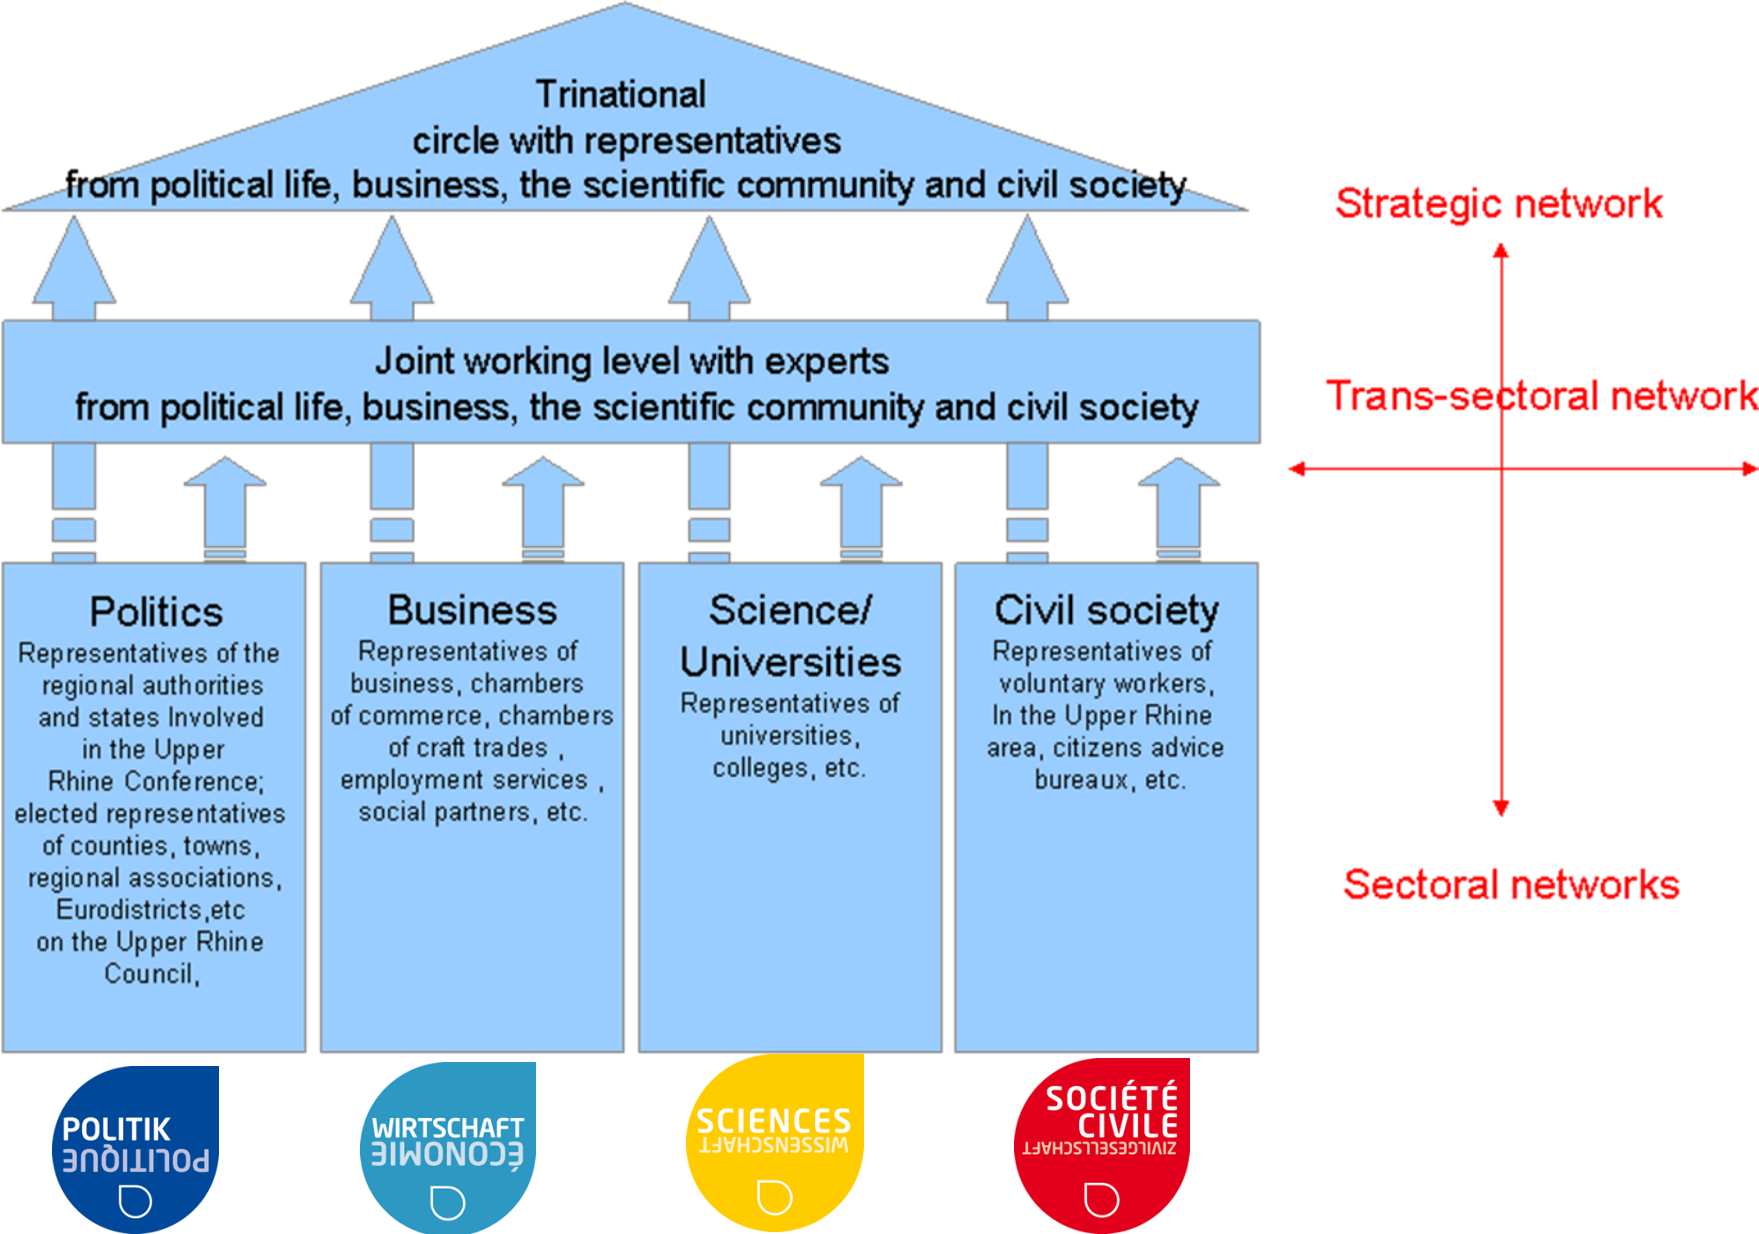 Trinational
circle with representatives
from political life, business, the scientific community and civil society
Strategic network
Joint working level with experts
from political life, business, the scientific community and civil society
Trans-sectoral network
Politics
Representatives of the
regional authorities
and states Involved
in the Upper
Rhine Conference;
elected representatives
of counties, towns,
regional associations,
Eurodistricts,etc
on the Upper Rhine
Council,
Business
Representatives of
business, chambers
of commerce, chambers
of craft trades ,
employment services ,
social partners, etc.
Science/
Universities
Representatives of
universities,
colleges, etc.
Civil society
Representatives of
voluntary workers,
In the Upper Rhine
area, citizens advice
bureaux, etc.
Sectoral networks
POLITIK
POLITIQUE
WIRTSCHAFT
ÉCONOMIE
SCIENCES
WISSENSCHAFT
SOCIÉTÉ
CIVILE
ZIVILGESELLSCHAFT